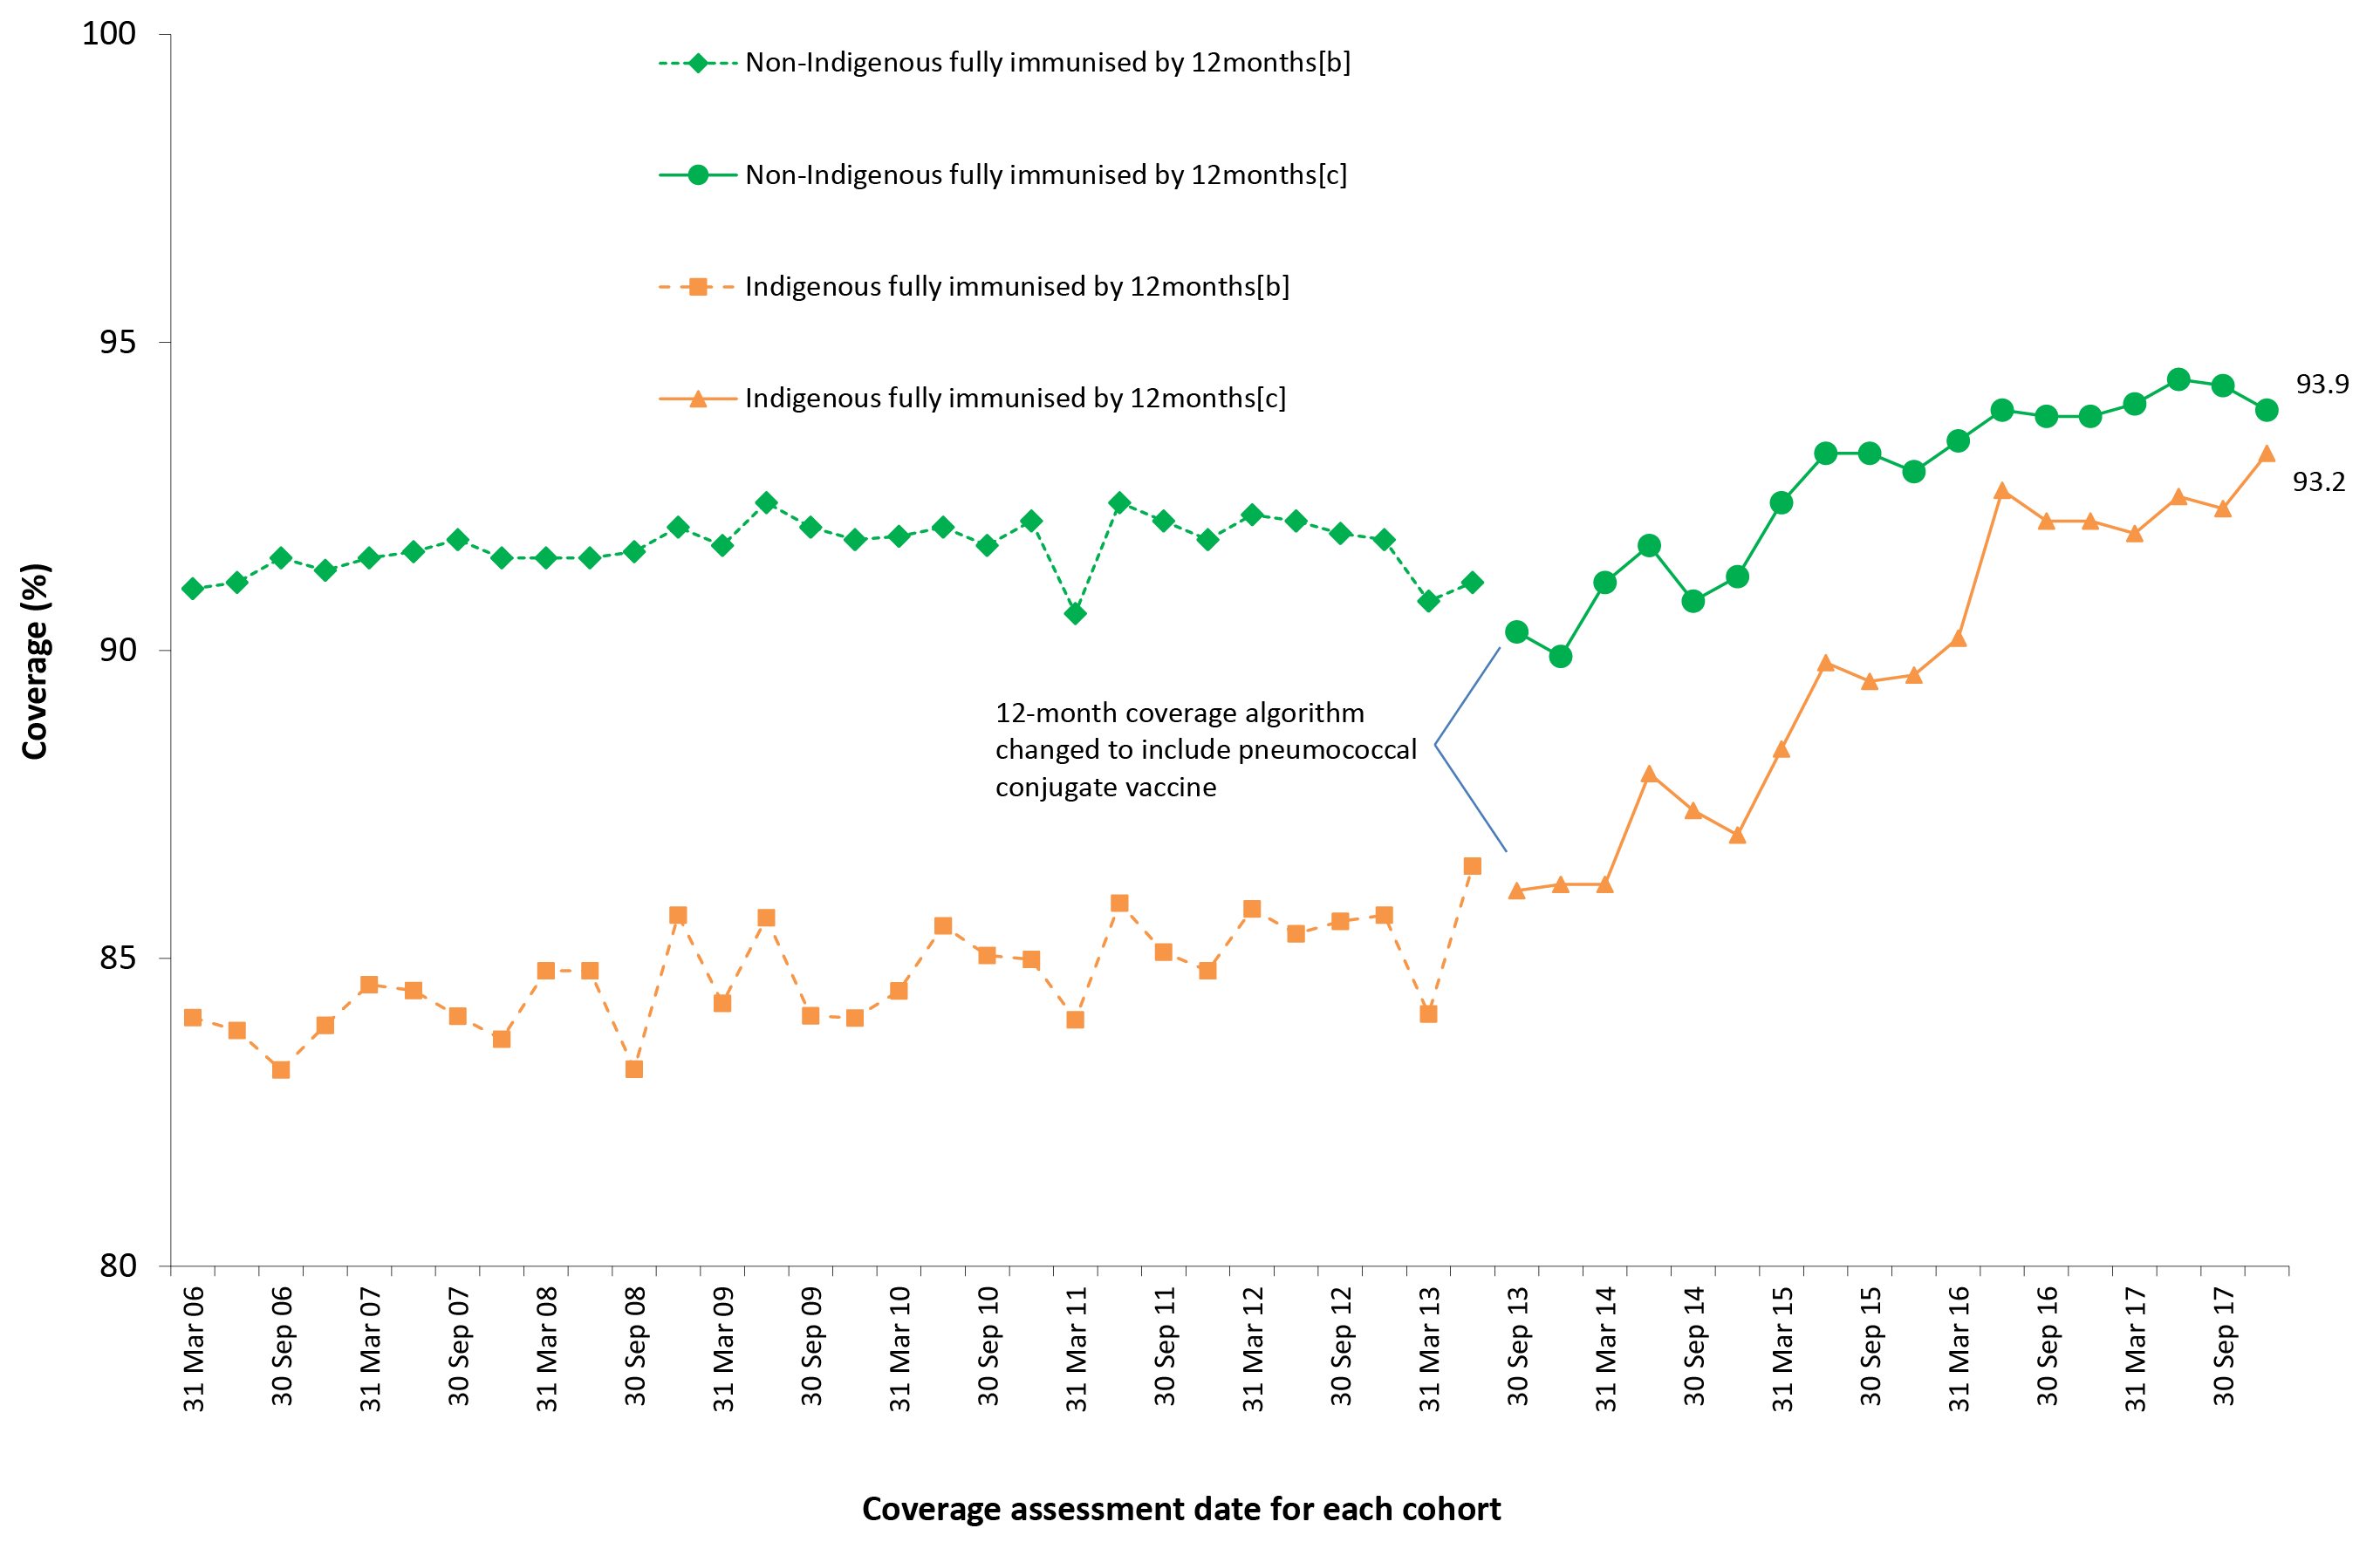 100
95
90
85
80
Coverage (%)
Non-Indigenous fully immunised by 12months[b]
Non-Indigenous fully immunised by 12months[c]
Indigenous fully immunised by 12months[b]
Indigenous fully immunised by 12months[c]
93.9
93.2
12-month coverage algorithm
changed to include pneumococcal
conjugate vaccine
31 Mar 06
30 Sep 06
31 Mar 07
30 Sep 07
31 Mar 08
30 Sep 08
31 Mar 09
30 Sep 09
31 Mar 10
30 Sep 10
31 Mar 11
30 Sep 11
31 Mar 12
30 Sep 12
31 Mar 13
30 Sep 13
31 Mar 14
30 Sep 14
31 Mar 15
30 Sep 15
31 Mar 16
30 Sep 16
31 Mar 17
30 Sep 17
Coverage assessment date for each cohort